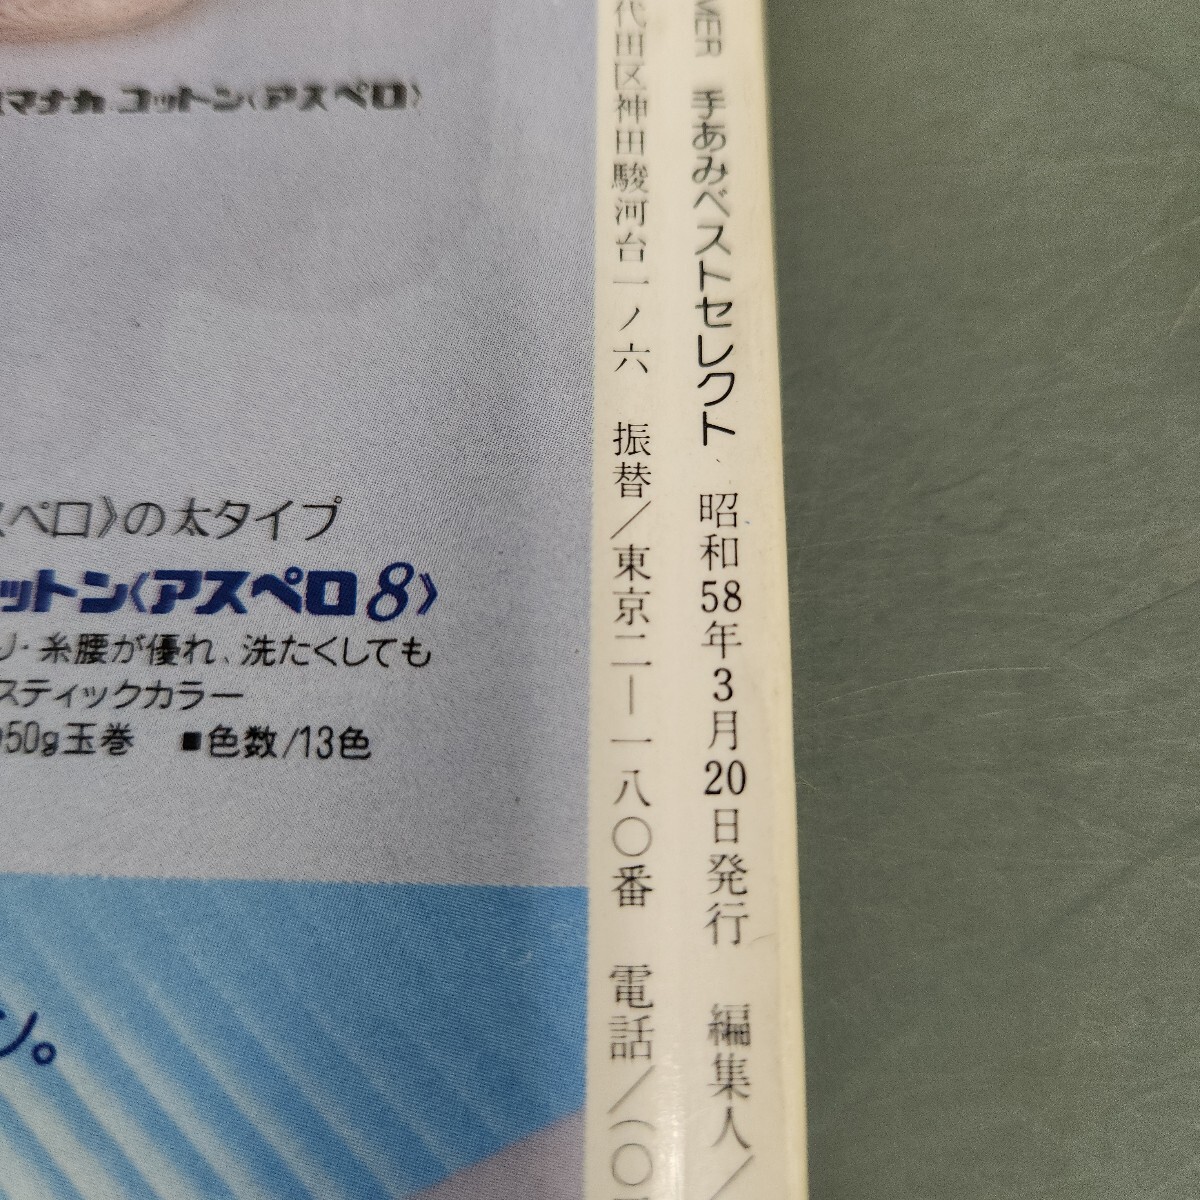 MER 手あみベストセレクト 昭和58年3月20日発行 編集人/
代田区神田駿河台一ノ六 振替/東京二―一八〇番 電話/(〇
マナカ コットン〈アスペロ〉
ペロ》の太タイプ
ットン〈アスペロ8〉
・糸腰が優れ、洗たくしても
スティックカラー
50g玉巻 ■色数/13色
ン。